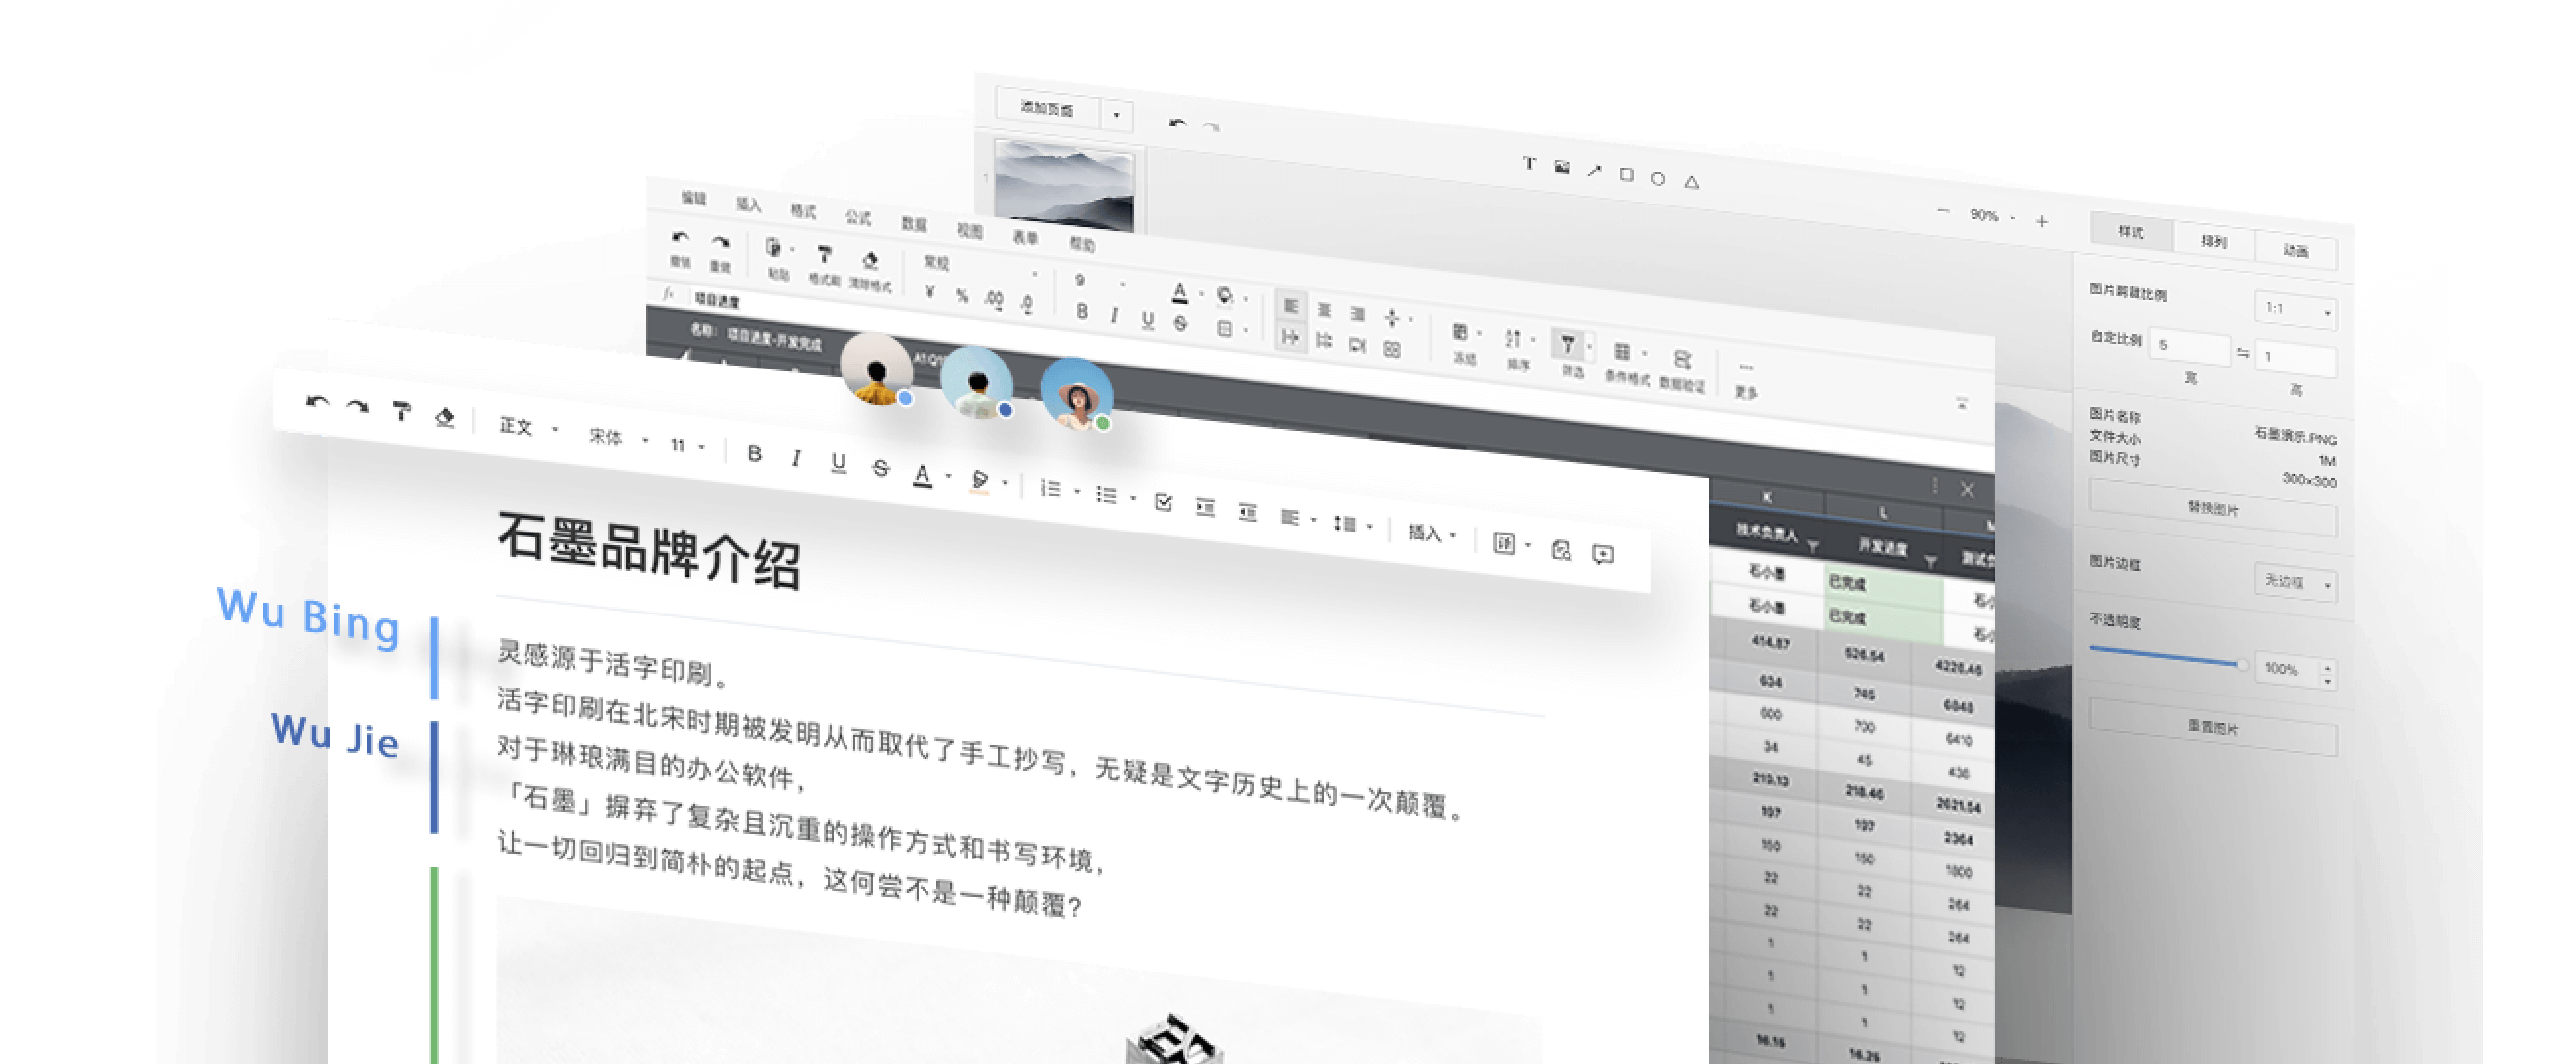 添加页面
T
90%
样式 排列 动画
图片剪裁比例 1:1
自定比例 5 1
宽 高
图片名称 石墨演示.PNG
文件大小 1M
图片尺寸 300×300
替换图片
图片边框 无边框
不透明度
100%
重置图片
编辑 插入 格式 公式 数据 视图 表单 帮助
撤销 重做 粘贴 格式刷 清除格式
常规
9
¥ % .00 .0
B I U S A
冻结 排序 筛选 条件格式 数据验证 更多
fx 项目进度
名称: 项目进度-开发完成
K L
技术负责人 开发进度
石小墨 已完成
石小墨 已完成
414.87 526.54 4226.46
634 745 6848
600 700 6410
34 45 436
219.13 218.46 2621.54
197 197 2364
150 150 1800
22 22 264
22 22 264
1 1 12
1 1 12
1 1 12
16.15 16.25
正文 宋体 11 B I U S A 插入
石墨品牌介绍
Wu Bing
Wu Jie
灵感源于活字印刷。
活字印刷在北宋时期被发明从而取代了手工抄写，无疑是文字历史上的一次颠覆。
对于琳琅满目的办公软件，
「石墨」摒弃了复杂且沉重的操作方式和书写环境，
让一切回归到简朴的起点，这何尝不是一种颠覆？